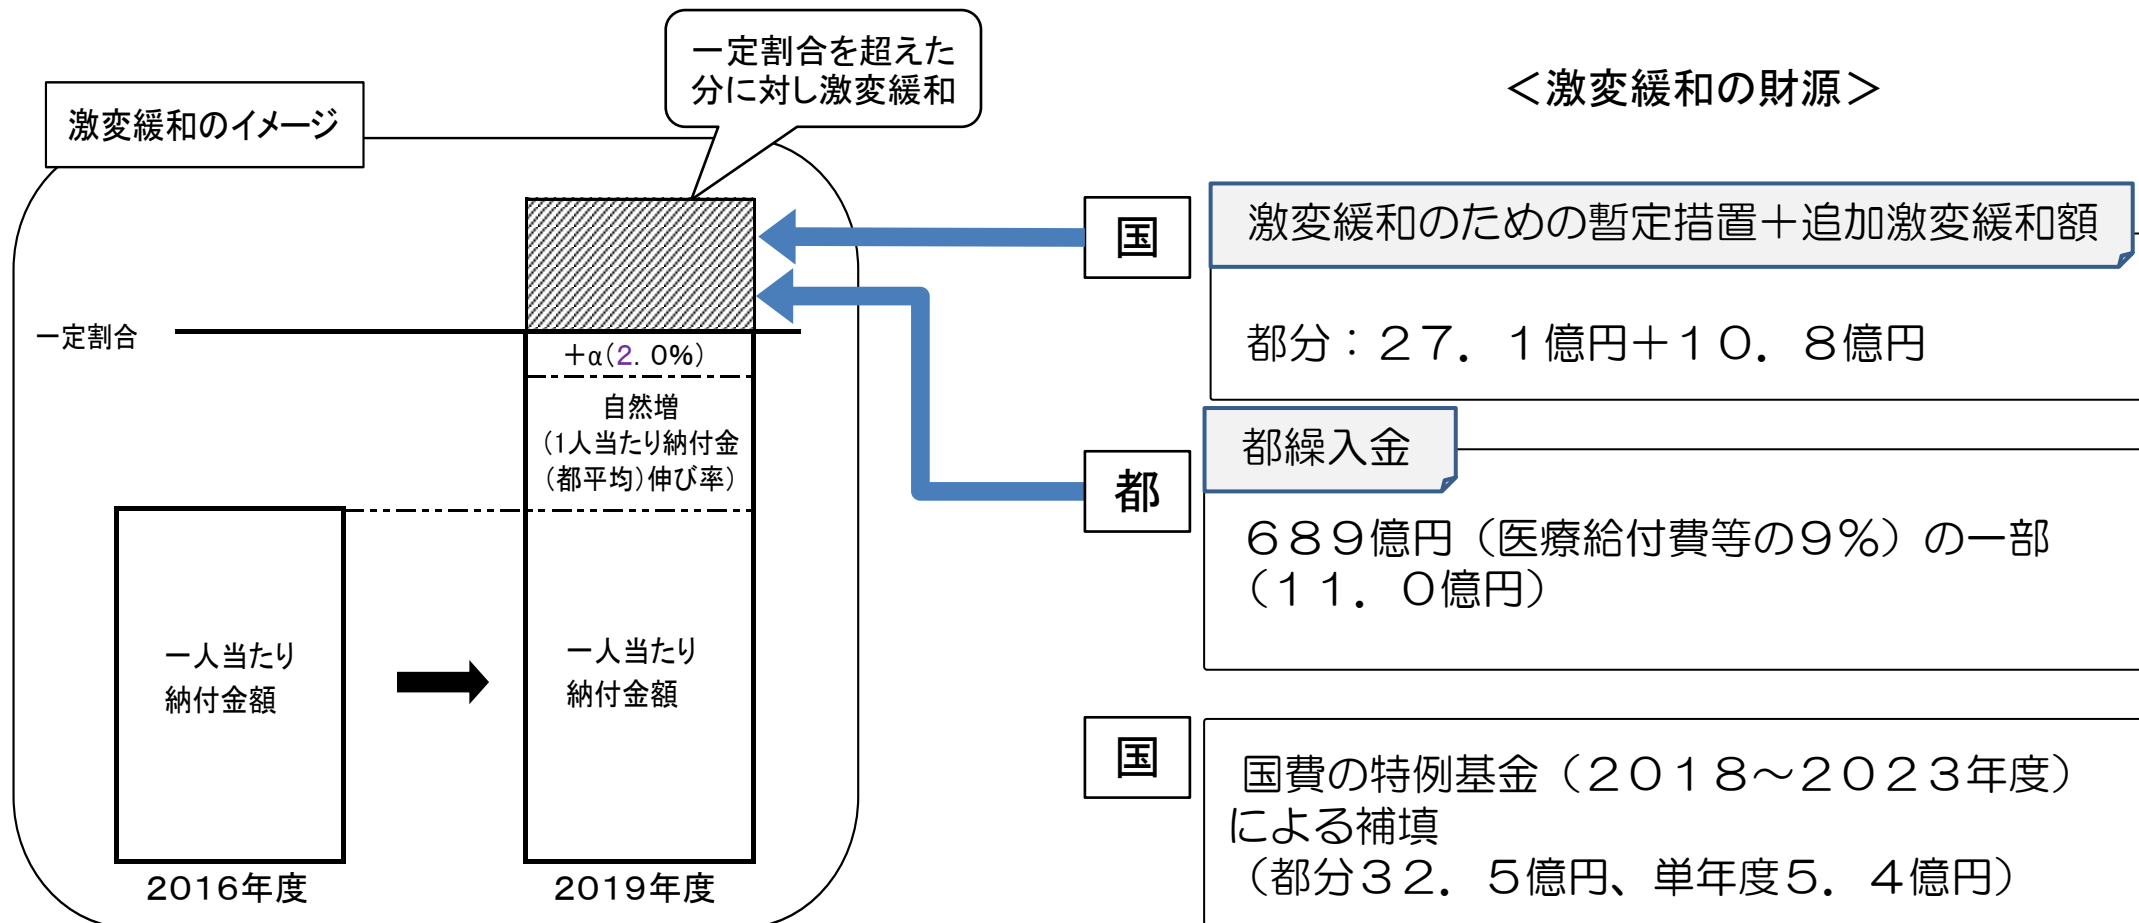 激変緩和のイメージ
一定割合を超えた
分に対し激変緩和
一定割合
+α(2.0%)
自然増
(1人当たり納付金
(都平均)伸び率)
一人当たり
納付金額
一人当たり
納付金額
2016年度
2019年度
＜激変緩和の財源＞
国
激変緩和のための暫定措置＋追加激変緩和額
都分：２７．１億円＋１０．８億円
都
都繰入金
６８９億円（医療給付費等の９％）の一部
（１１．０億円）
国
国費の特例基金（２０１８～２０２３年度）
による補填
（都分３２．５億円、単年度５．４億円）